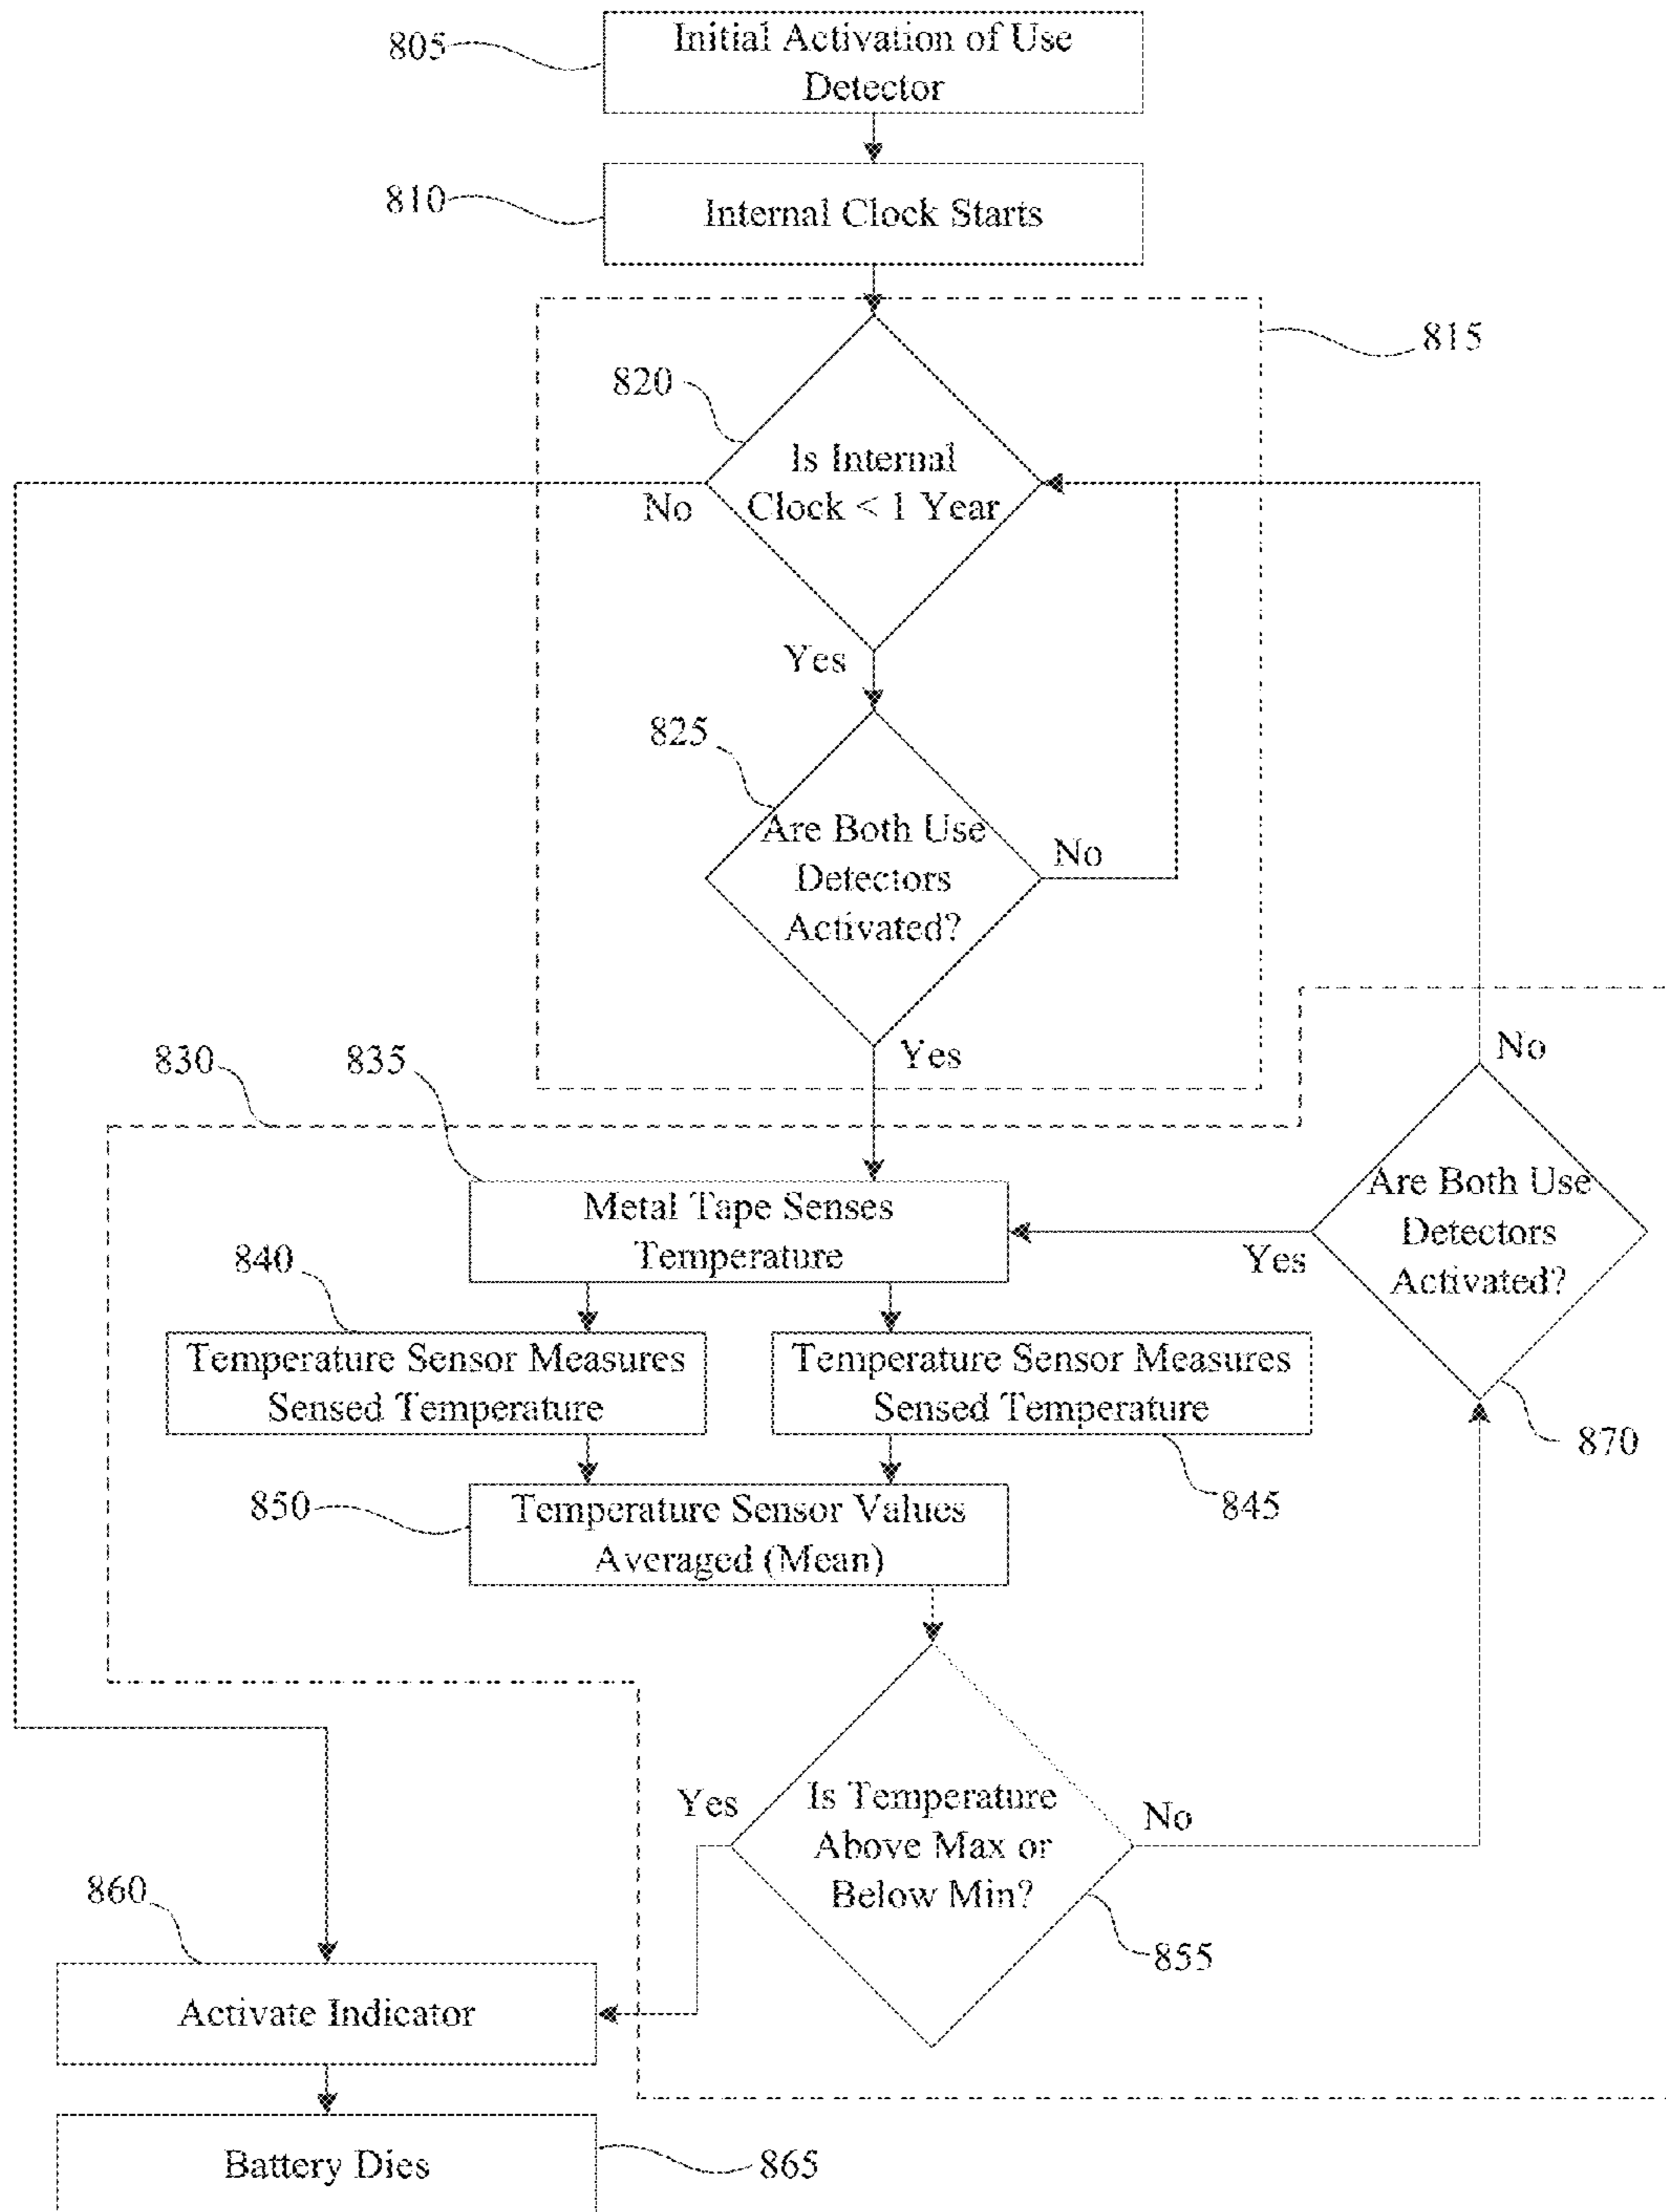 805
Initial Activation of Use
Detector
810
Internal Clock Starts
815
820
Is Internal
Clock < 1 Year
No
Yes
825
Are Both Use
Detectors
Activated?
No
Yes
830
835
Metal Tape Senses
Temperature
No
Are Both Use
Detectors
Activated?
Yes
870
840
Temperature Sensor Measures
Sensed Temperature
Temperature Sensor Measures
Sensed Temperature
845
850
Temperature Sensor Values
Averaged (Mean)
Yes
Is Temperature
Above Max or
Below Min?
No
855
860
Activate Indicator
Battery Dies
865